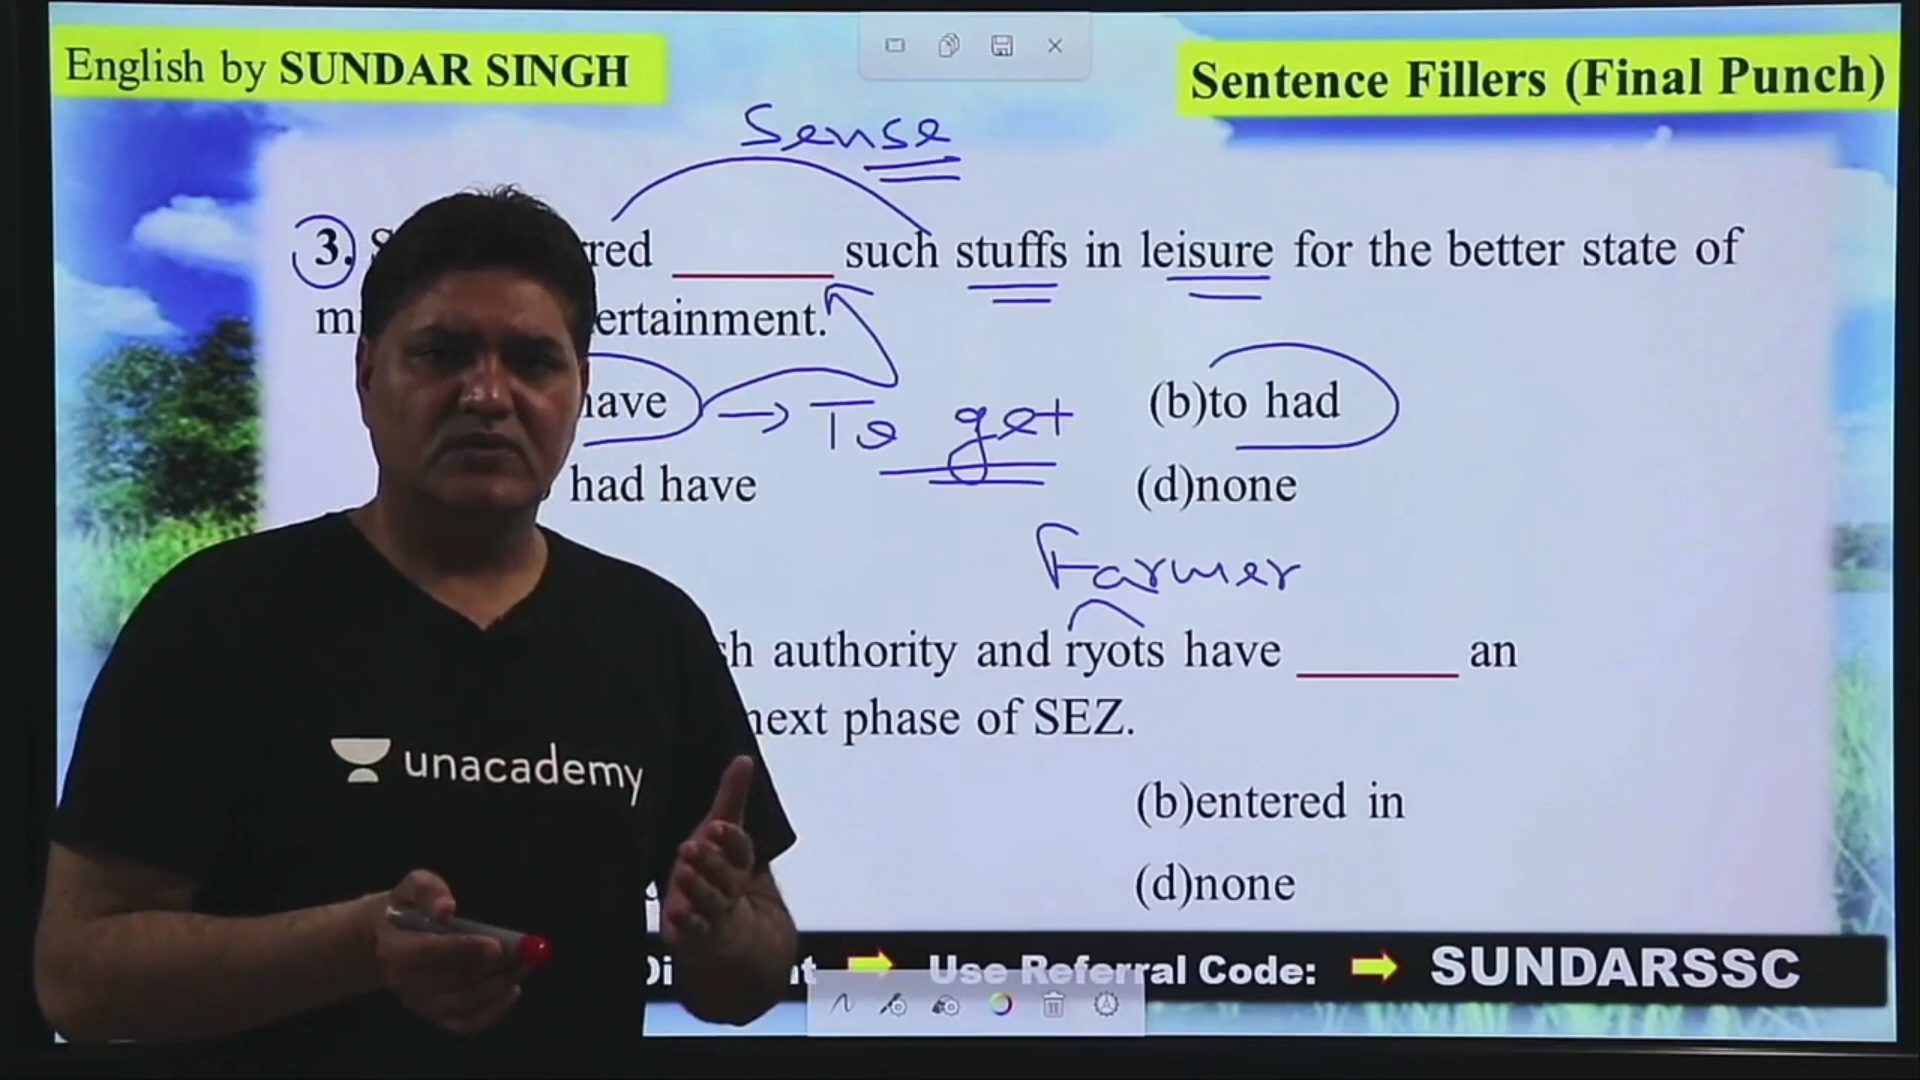 English by SUNDAR SINGH
Sentence Fillers (Final Punch)
Sense
3. such stuffs in leisure for the better state of
have → To get
(b)to had
had have
(d)none
Farmer
authority and ryots have ______ an
next phase of SEZ.
(b)entered in
(d)none
Use Referral Code: SUNDARSSC
unacademy